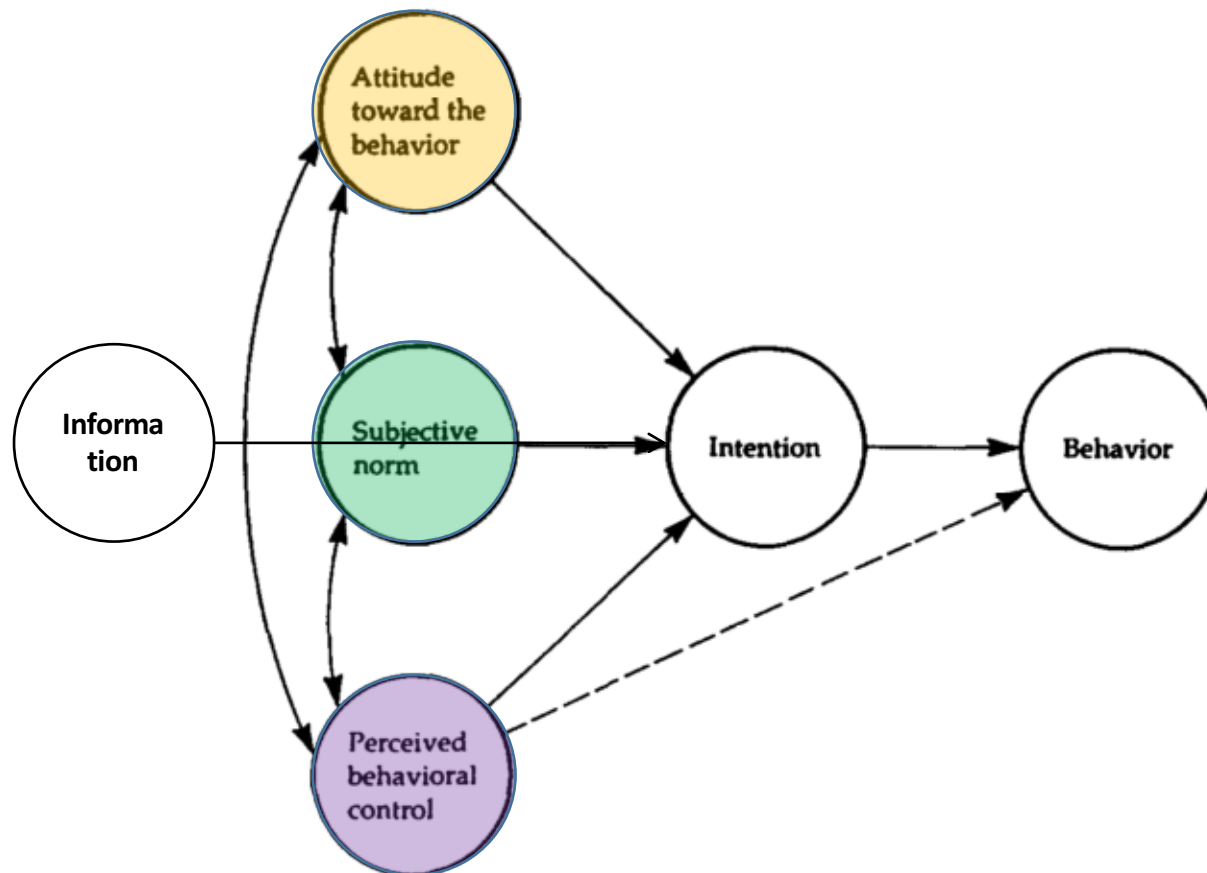 Attitude
toward the
behavior
Informa
tion
Subjective
norm
Intention
Behavior
Perceived
behavioral
control